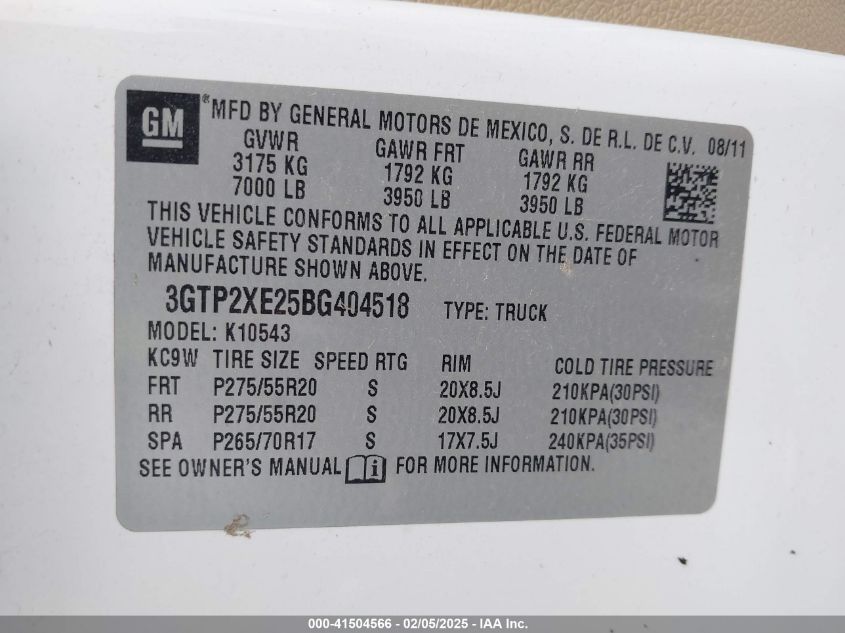 GM
® MFD BY GENERAL MOTORS DE MEXICO, S. DE R.L. DE C.V. 08/11
GVWR GAWR FRT GAWR RR
3175 KG 1792 KG 1792 KG
7000 LB 3950 LB 3950 LB
THIS VEHICLE CONFORMS TO ALL APPLICABLE U.S. FEDERAL MOTOR
VEHICLE SAFETY STANDARDS IN EFFECT ON THE DATE OF
MANUFACTURE SHOWN ABOVE.
3GTP2XE25BG404518 TYPE: TRUCK
MODEL: K10543
KC9W TIRE SIZE SPEED RTG RIM COLD TIRE PRESSURE
FRT P275/55R20 S 20X8.5J 210KPA(30PSI)
RR P275/55R20 S 20X8.5J 210KPA(30PSI)
SPA P265/70R17 S 17X7.5J 240KPA(35PSI)
SEE OWNER'S MANUAL i FOR MORE INFORMATION.
000-41504566 - 02/05/2025 - IAA Inc.